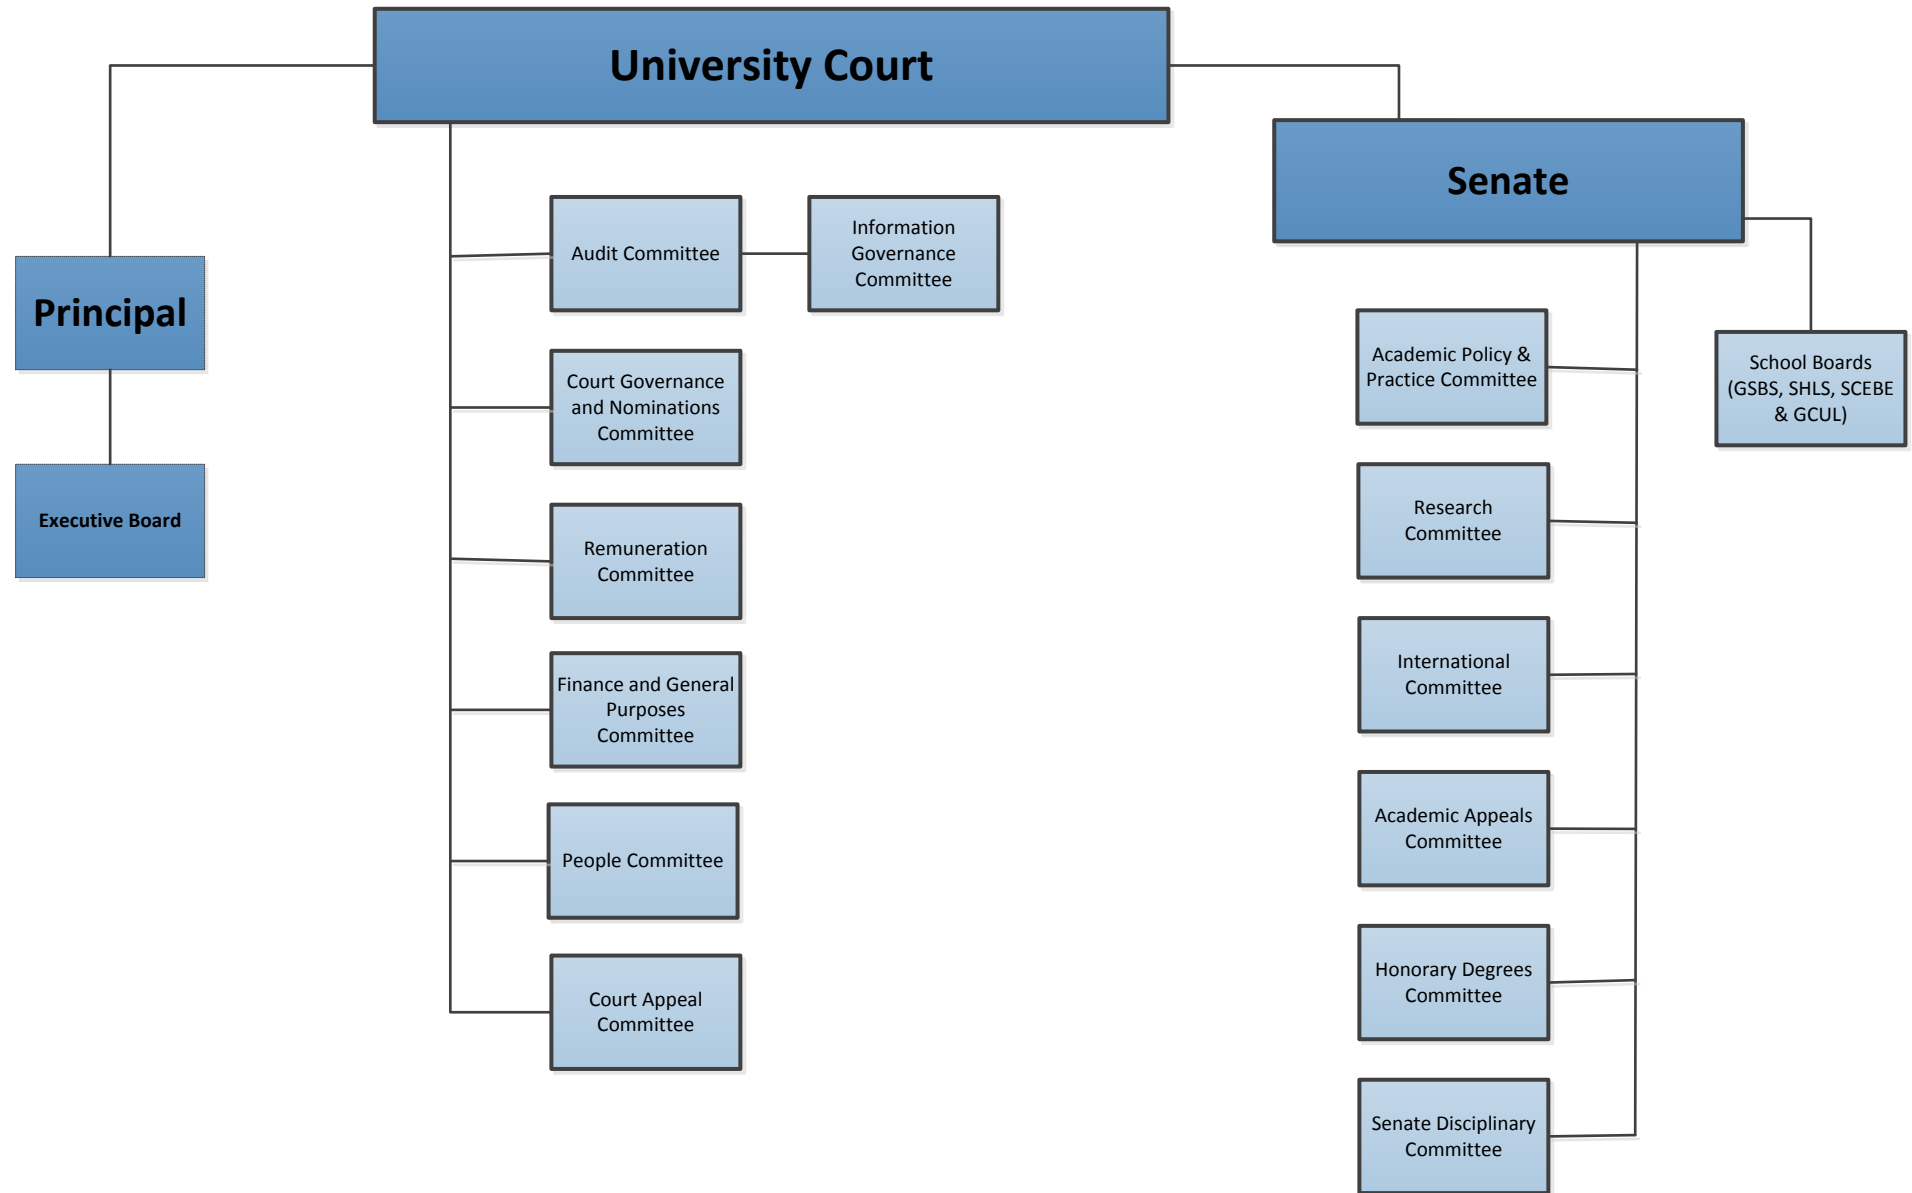 University Court
Senate
Principal
Executive Board
Audit Committee
Information
Governance
Committee
Court Governance
and Nominations
Committee
Remuneration
Committee
Finance and General
Purposes
Committee
People Committee
Court Appeal
Committee
Academic Policy &
Practice Committee
Research
Committee
International
Committee
Academic Appeals
Committee
Honorary Degrees
Committee
Senate Disciplinary
Committee
School Boards
(GSBS, SHLS, SCEBE
& GCUL)